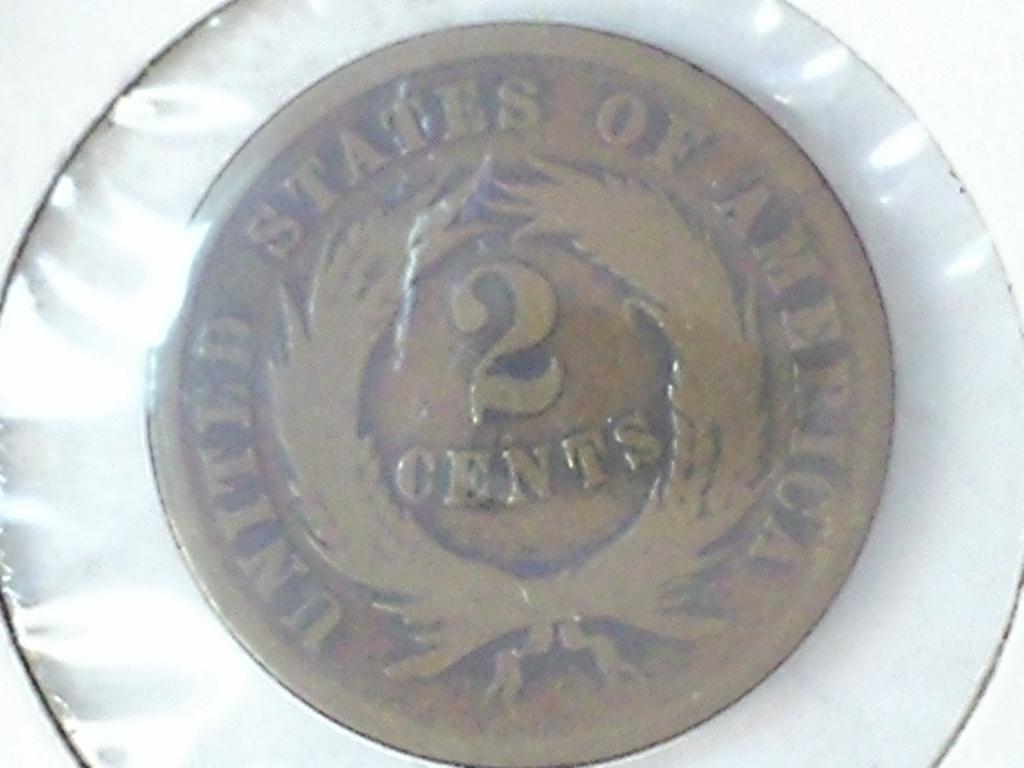 UNITED STATES OF AMERICA
2
CENTS